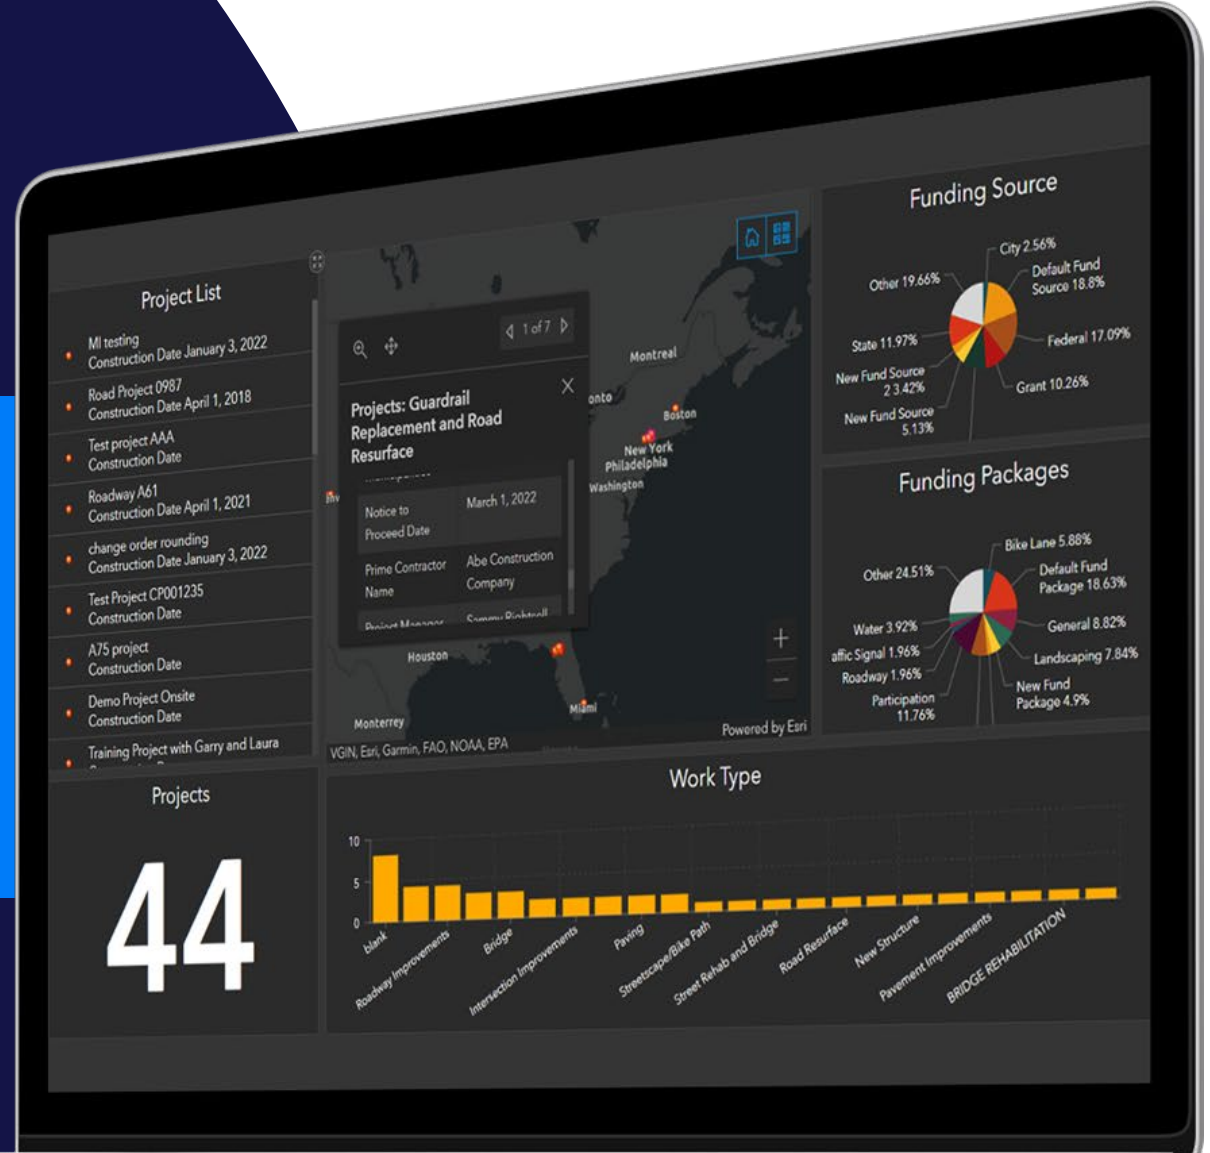 Project List
MI testing
Construction Date January 3, 2022
Road Project 0987
Construction Date April 1, 2018
Test project AAA
Construction Date
Roadway A61
Construction Date April 1, 2021
change order rounding
Construction Date January 3, 2022
Test Project CP001235
Construction Date
A75 project
Construction Date
Demo Project Onsite
Construction Date
Training Project with Garry and Laura
Projects
44
1 of 7
Projects: Guardrail
Replacement and Road
Resurface
Notice to
Proceed Date
March 1, 2022
Prime Contractor
Name
Abe Construction
Company
Project Manager
Sammy Rightsell
Montreal
onto
Boston
New York
Philadelphia
Washington
Houston
Miami
Monterrey
VGIN, Esri, Garmin, FAO, NOAA, EPA
Powered by Esri
Funding Source
City 2.56%
Default Fund
Source 18.8%
Other 19.66%
Federal 17.09%
State 11.97%
New Fund Source
2 3.42%
Grant 10.26%
New Fund Source
5.13%
Funding Packages
Bike Lane 5.88%
Other 24.51%
Default Fund
Package 18.63%
Water 3.92%
General 8.82%
affic Signal 1.96%
Landscaping 7.84%
Roadway 1.96%
New Fund
Package 4.9%
Participation
11.76%
Work Type
10
5
0
blank
Roadway Improvements
Bridge
Intersection Improvements
Paving
Streetscape/Bike Path
Street Rehab and Bridge
Road Resurface
New Structure
Pavement Improvements
BRIDGE REHABILITATION